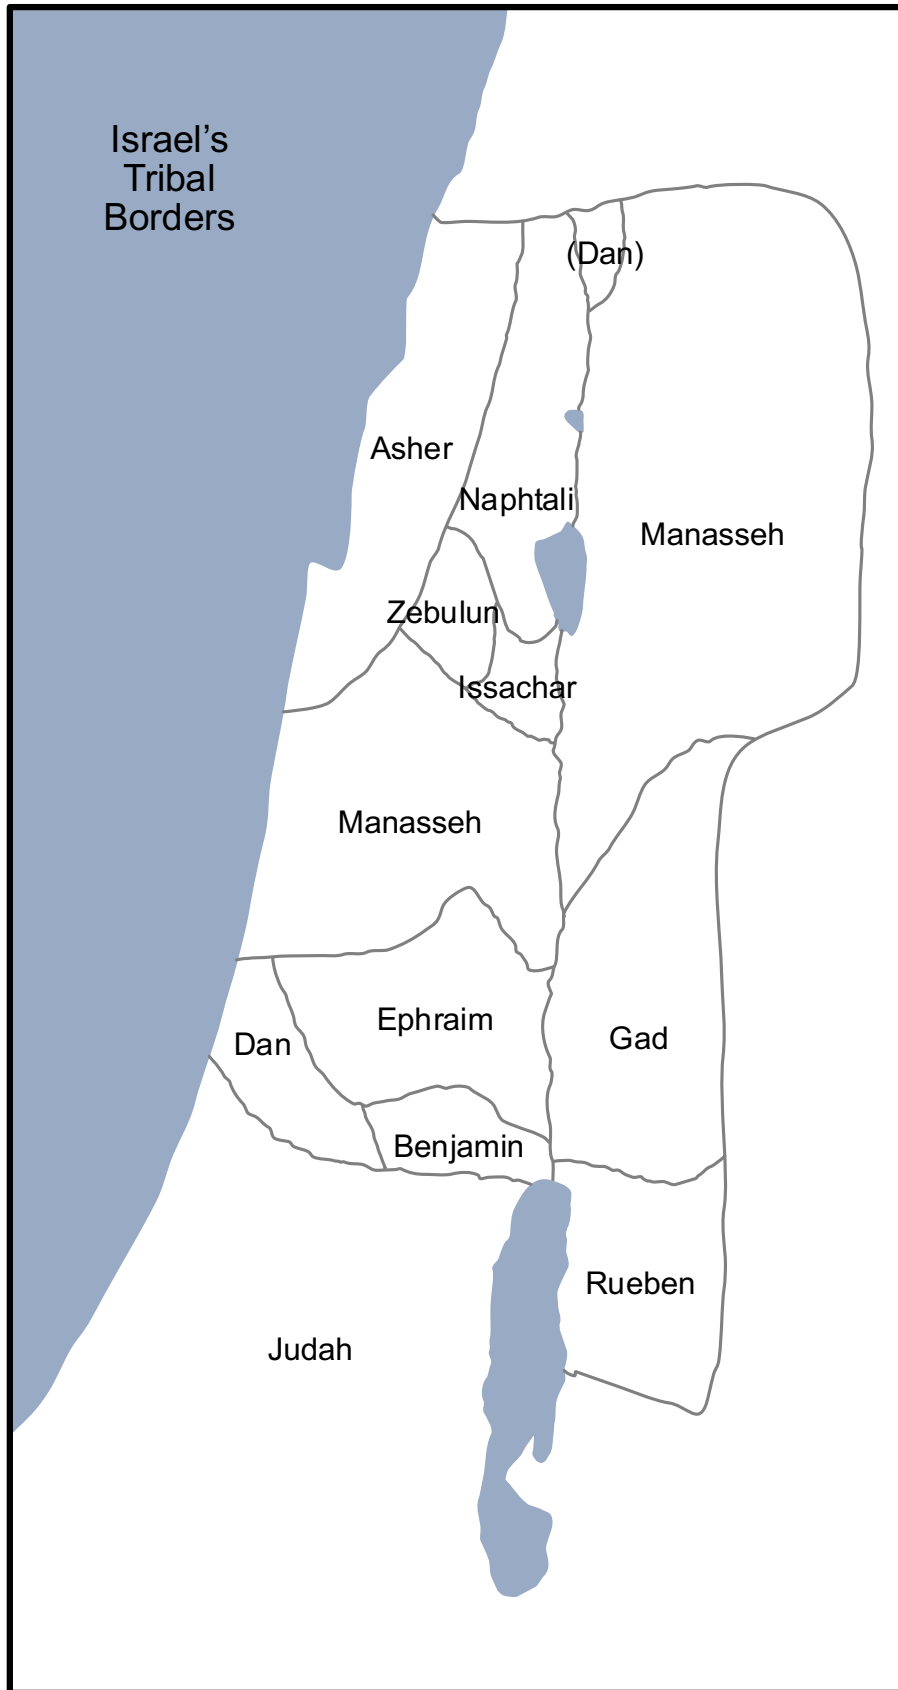 Israel’s
Tribal
Borders
(Dan)
Asher
Naphtali
Manasseh
Zebulun
Issachar
Manasseh
Ephraim
Dan
Gad
Benjamin
Rueben
Judah